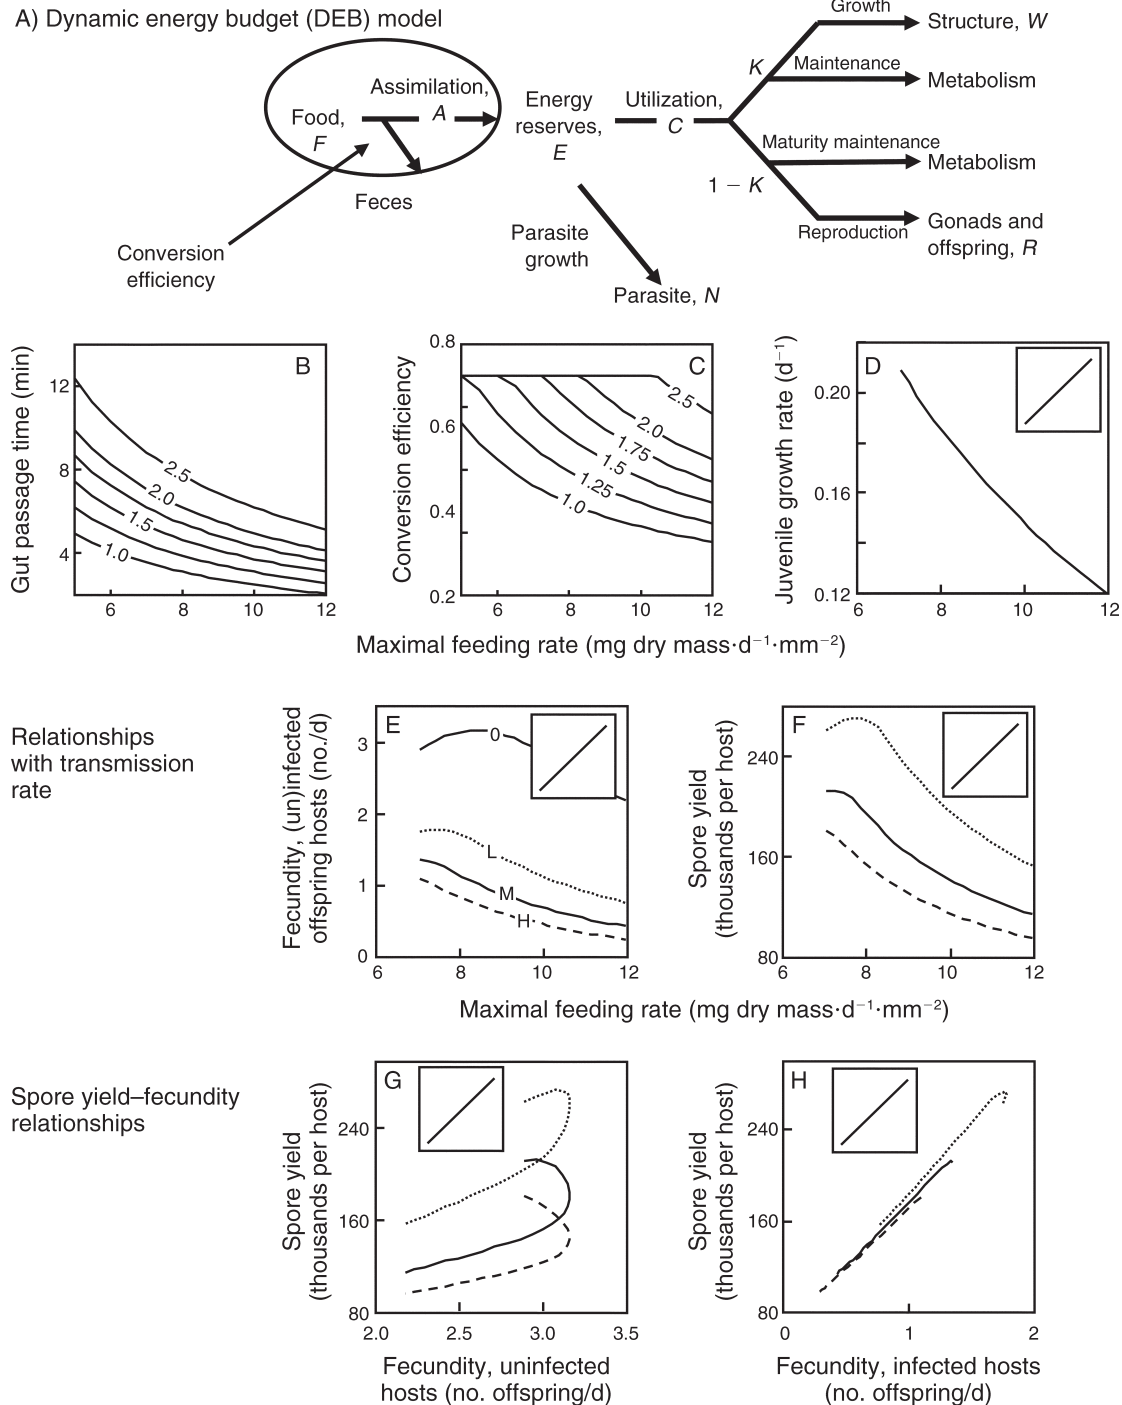 A) Dynamic energy budget (DEB) model
Growth
Structure, W
K
Maintenance
Metabolism
Assimilation,
A
Food,
F
Energy
reserves,
E
Utilization,
C
Maturity maintenance
Metabolism
1 − K
Feces
Reproduction
Gonads and
offspring, R
Parasite
growth
Conversion
efficiency
Parasite, N
Gut passage time (min)
12
8
4
B
2.5
2.0
1.5
1.0
6 8 10 12
Conversion efficiency
0.8
0.6
0.4
0.2
C
2.5
2.0
1.75
1.5
1.25
1.0
6 8 10 12
Juvenile growth rate (d⁻¹)
0.20
0.16
0.12
D
6 8 10 12
Maximal feeding rate (mg dry mass·d⁻¹·mm⁻²)
Relationships
with transmission
rate
Fecundity, (un)infected
offspring hosts (no./d)
3
2
1
0
E
0
L
M
H
6 8 10 12
Spore yield
(thousands per host)
240
160
80
F
6 8 10 12
Maximal feeding rate (mg dry mass·d⁻¹·mm⁻²)
Spore yield–fecundity
relationships
Spore yield
(thousands per host)
240
160
80
G
2.0 2.5 3.0 3.5
Fecundity, uninfected
hosts (no. offspring/d)
Spore yield
(thousands per host)
240
160
80
H
0 1 2
Fecundity, infected hosts
(no. offspring/d)